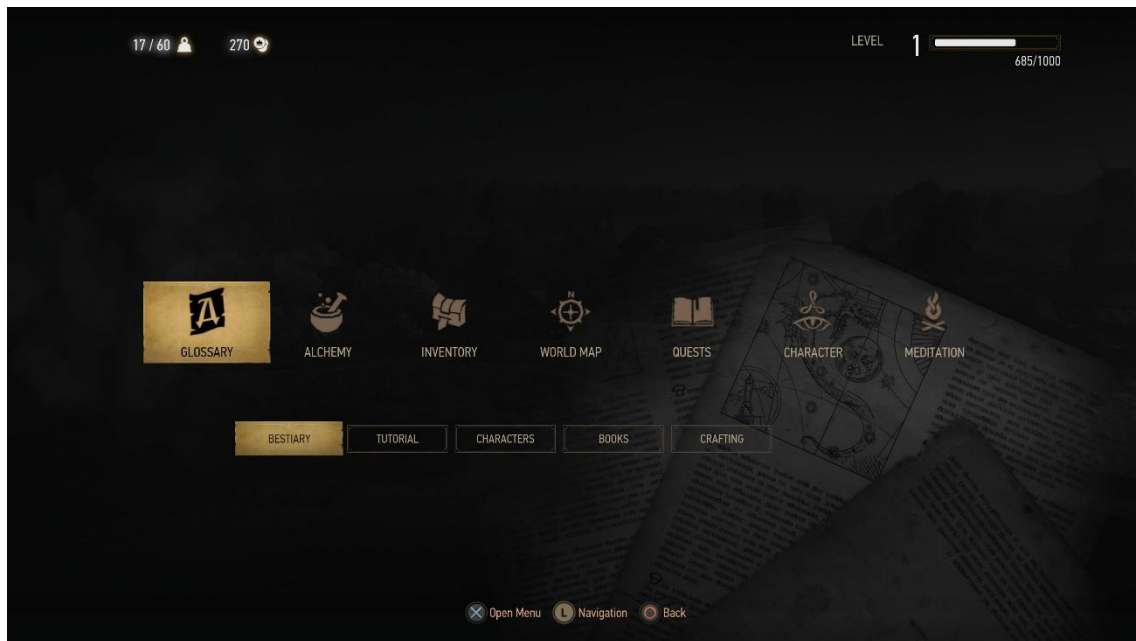 17 / 60 270 LEVEL 1
685/1000
N
GLOSSARY ALCHEMY INVENTORY WORLD MAP QUESTS CHARACTER MEDITATION
BESTIARY TUTORIAL CHARACTERS BOOKS CRAFTING
Open Menu L Navigation Back